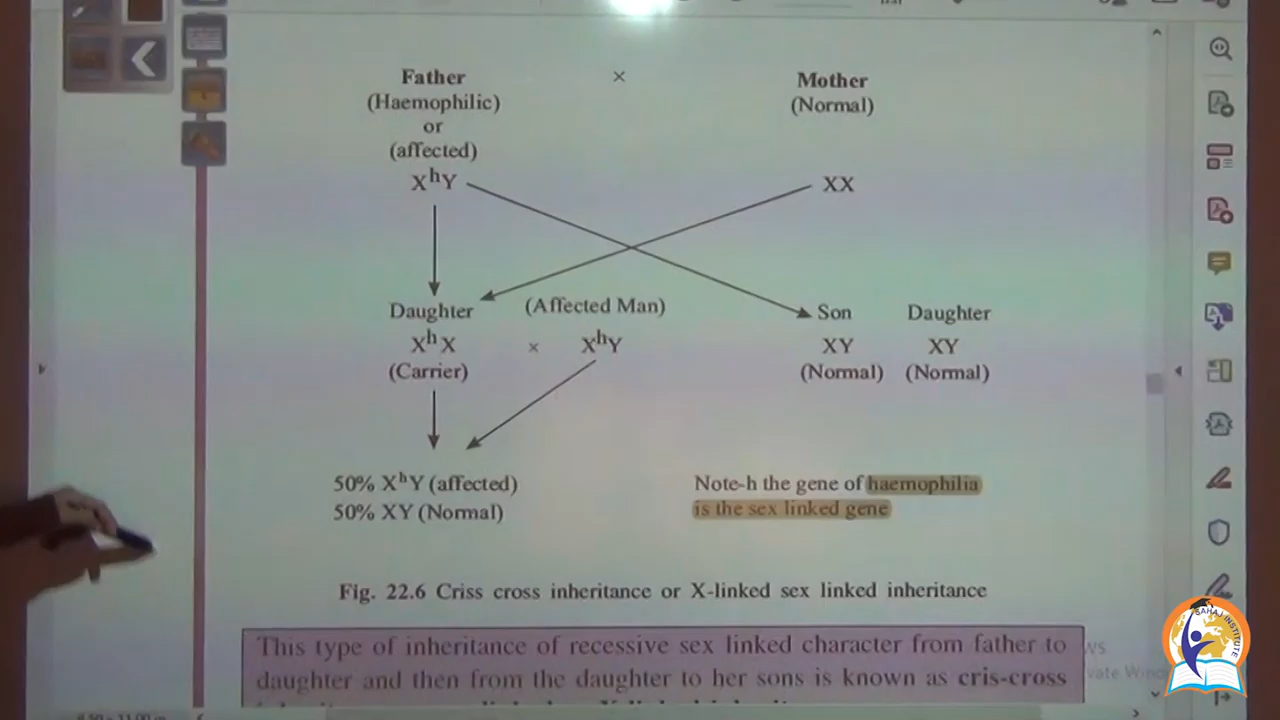 Father × Mother
(Haemophilic) (Normal)
or
(affected)
XʰY XX
Daughter (Affected Man) Son Daughter
XʰX × XʰY XY XY
(Carrier) (Normal) (Normal)
50% XʰY (affected)
50% XY (Normal)
Note-h the gene of haemophilia
is the sex linked gene
Fig. 22.6 Criss cross inheritance or X-linked sex linked inheritance
This type of inheritance of recessive sex linked character from father to
daughter and then from the daughter to her sons is known as cris-cross
SAHAJ INSTITUTE